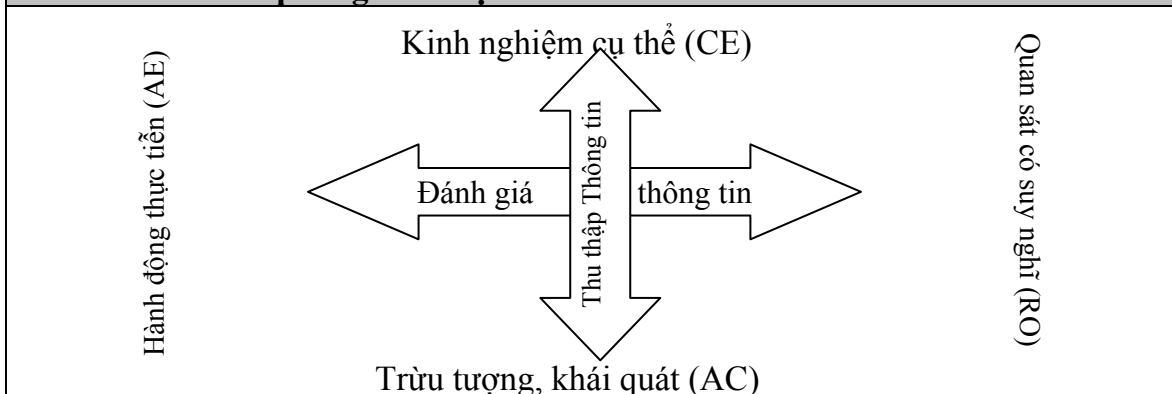 Kinh nghiệm cụ thể (CE)
Hành động thực tiễn (AE)
Đánh giá
Thu thập Thông tin
thông tin
Quan sát có suy nghĩ (RO)
Trừu tượng, khái quát (AC)